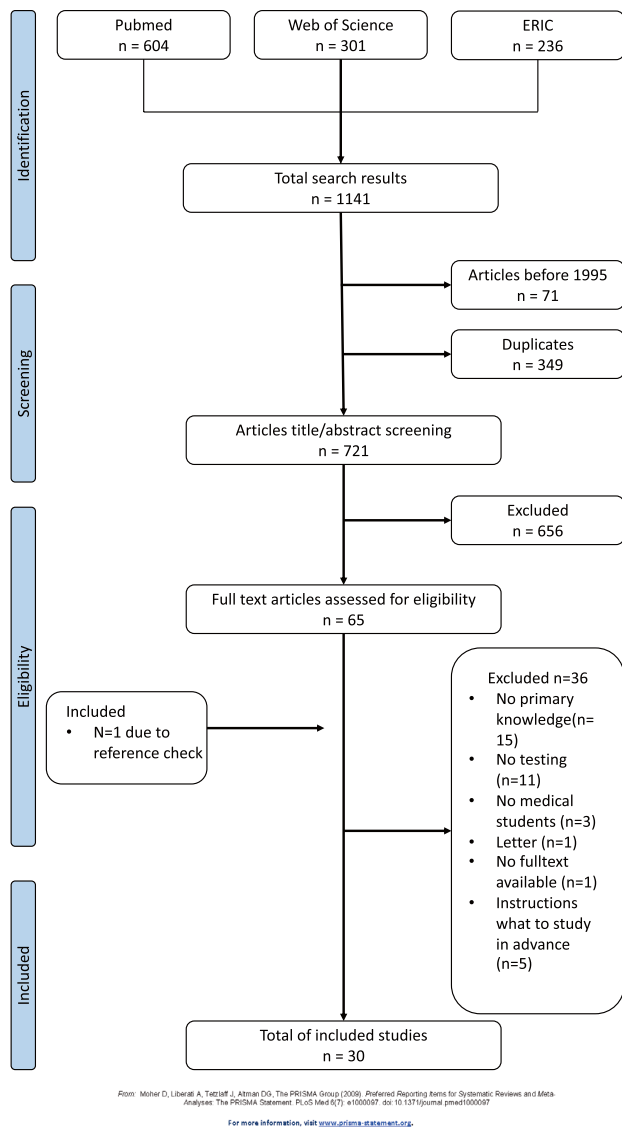 Pubmed
n = 604
Web of Science
n = 301
ERIC
n = 236
Identification
Total search results
n = 1141
Articles before 1995
n = 71
Duplicates
n = 349
Screening
Articles title/abstract screening
n = 721
Excluded
n = 656
Full text articles assessed for eligibility
n = 65
Eligibility
Included
• N=1 due to
reference check
Excluded n=36
• No primary
knowledge(n=
15)
• No testing
(n=11)
• No medical
students (n=3)
• Letter (n=1)
• No fulltext
available (n=1)
• Instructions
what to study
in advance
(n=5)
Included
Total of included studies
n = 30
From: Moher D, Liberati A, Tetzlaff J, Altman DG, The PRISMA Group (2009). Preferred Reporting Items for Systematic Reviews and Meta-
Analyses: The PRISMA Statement. PLoS Med 6(7): e1000097. doi: 10.1371/journal.pmed1000097
For more information, visit www.prisma-statement.org.